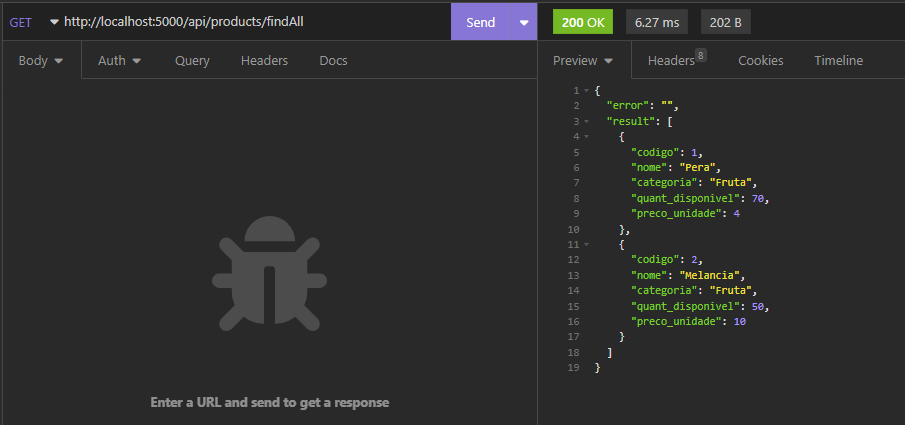 GET http://localhost:5000/api/products/findAll Send 200 OK 6.27 ms 202 B
Body Auth Query Headers Docs Preview Headers 8 Cookies Timeline
1 {
2 "error": "",
3 "result": [
4 {
5 "codigo": 1,
6 "nome": "Pera",
7 "categoria": "Fruta",
8 "quant_disponivel": 70,
9 "preco_unidade": 4
10 },
11 {
12 "codigo": 2,
13 "nome": "Melancia",
14 "categoria": "Fruta",
15 "quant_disponivel": 50,
16 "preco_unidade": 10
17 }
18 ]
19 }
Enter a URL and send to get a response